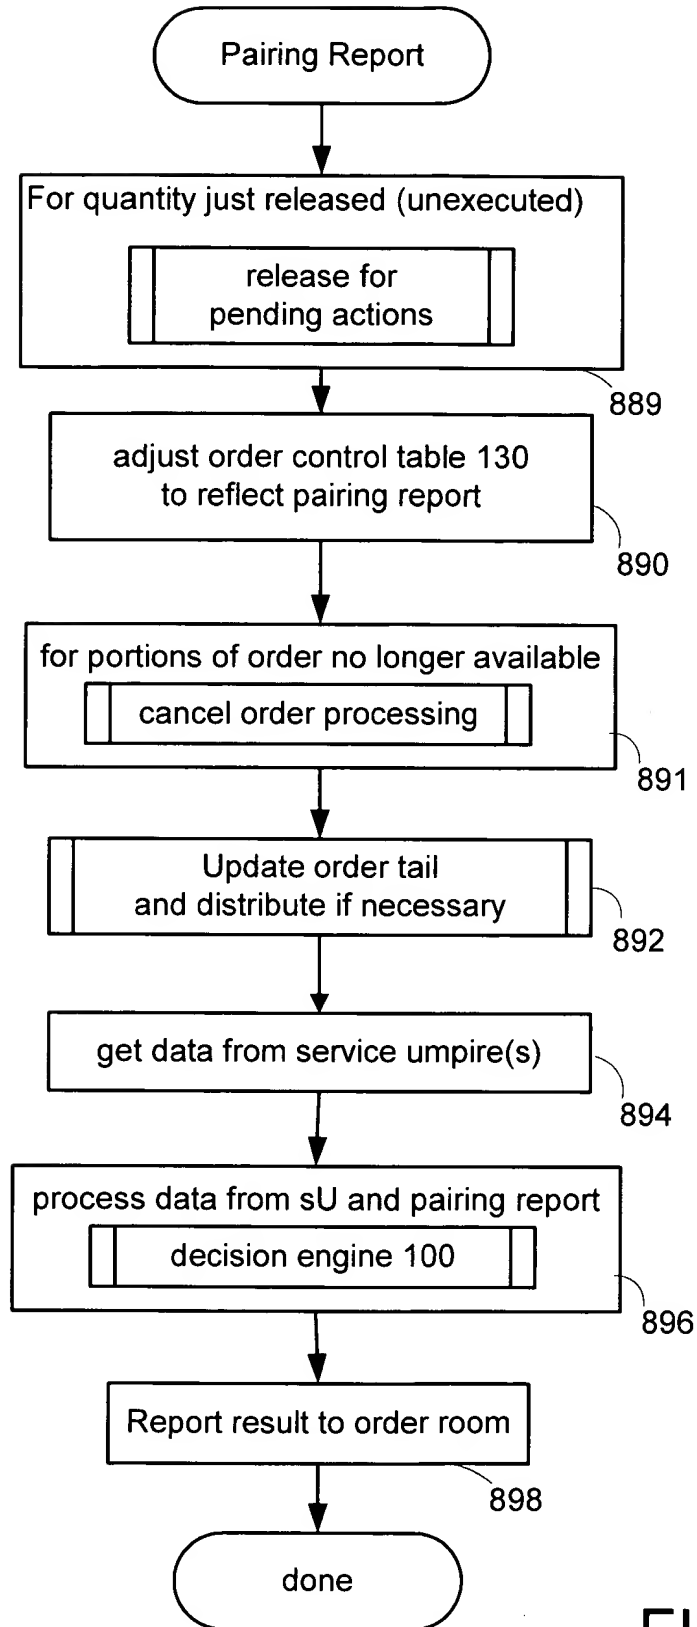 Pairing Report
For quantity just released (unexecuted)
release for
pending actions
889
adjust order control table 130
to reflect pairing report
890
for portions of order no longer available
cancel order processing
891
Update order tail
and distribute if necessary
892
get data from service umpire(s)
894
process data from sU and pairing report
decision engine 100
896
Report result to order room
898
done